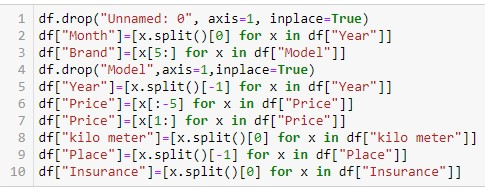 1 df.drop("Unnamed: 0", axis=1, inplace=True)
2 df["Month"]=[x.split()[0] for x in df["Year"]]
3 df["Brand"]=[x[5:] for x in df["Model"]]
4 df.drop("Model",axis=1,inplace=True)
5 df["Year"]=[x.split()[-1] for x in df["Year"]]
6 df["Price"]=[x[:-5] for x in df["Price"]]
7 df["Price"]=[x[1:] for x in df["Price"]]
8 df["kilo meter"]=[x.split()[0] for x in df["kilo meter"]]
9 df["Place"]=[x.split()[-1] for x in df["Place"]]
10 df["Insurance"]=[x.split()[0] for x in df["Insurance"]]